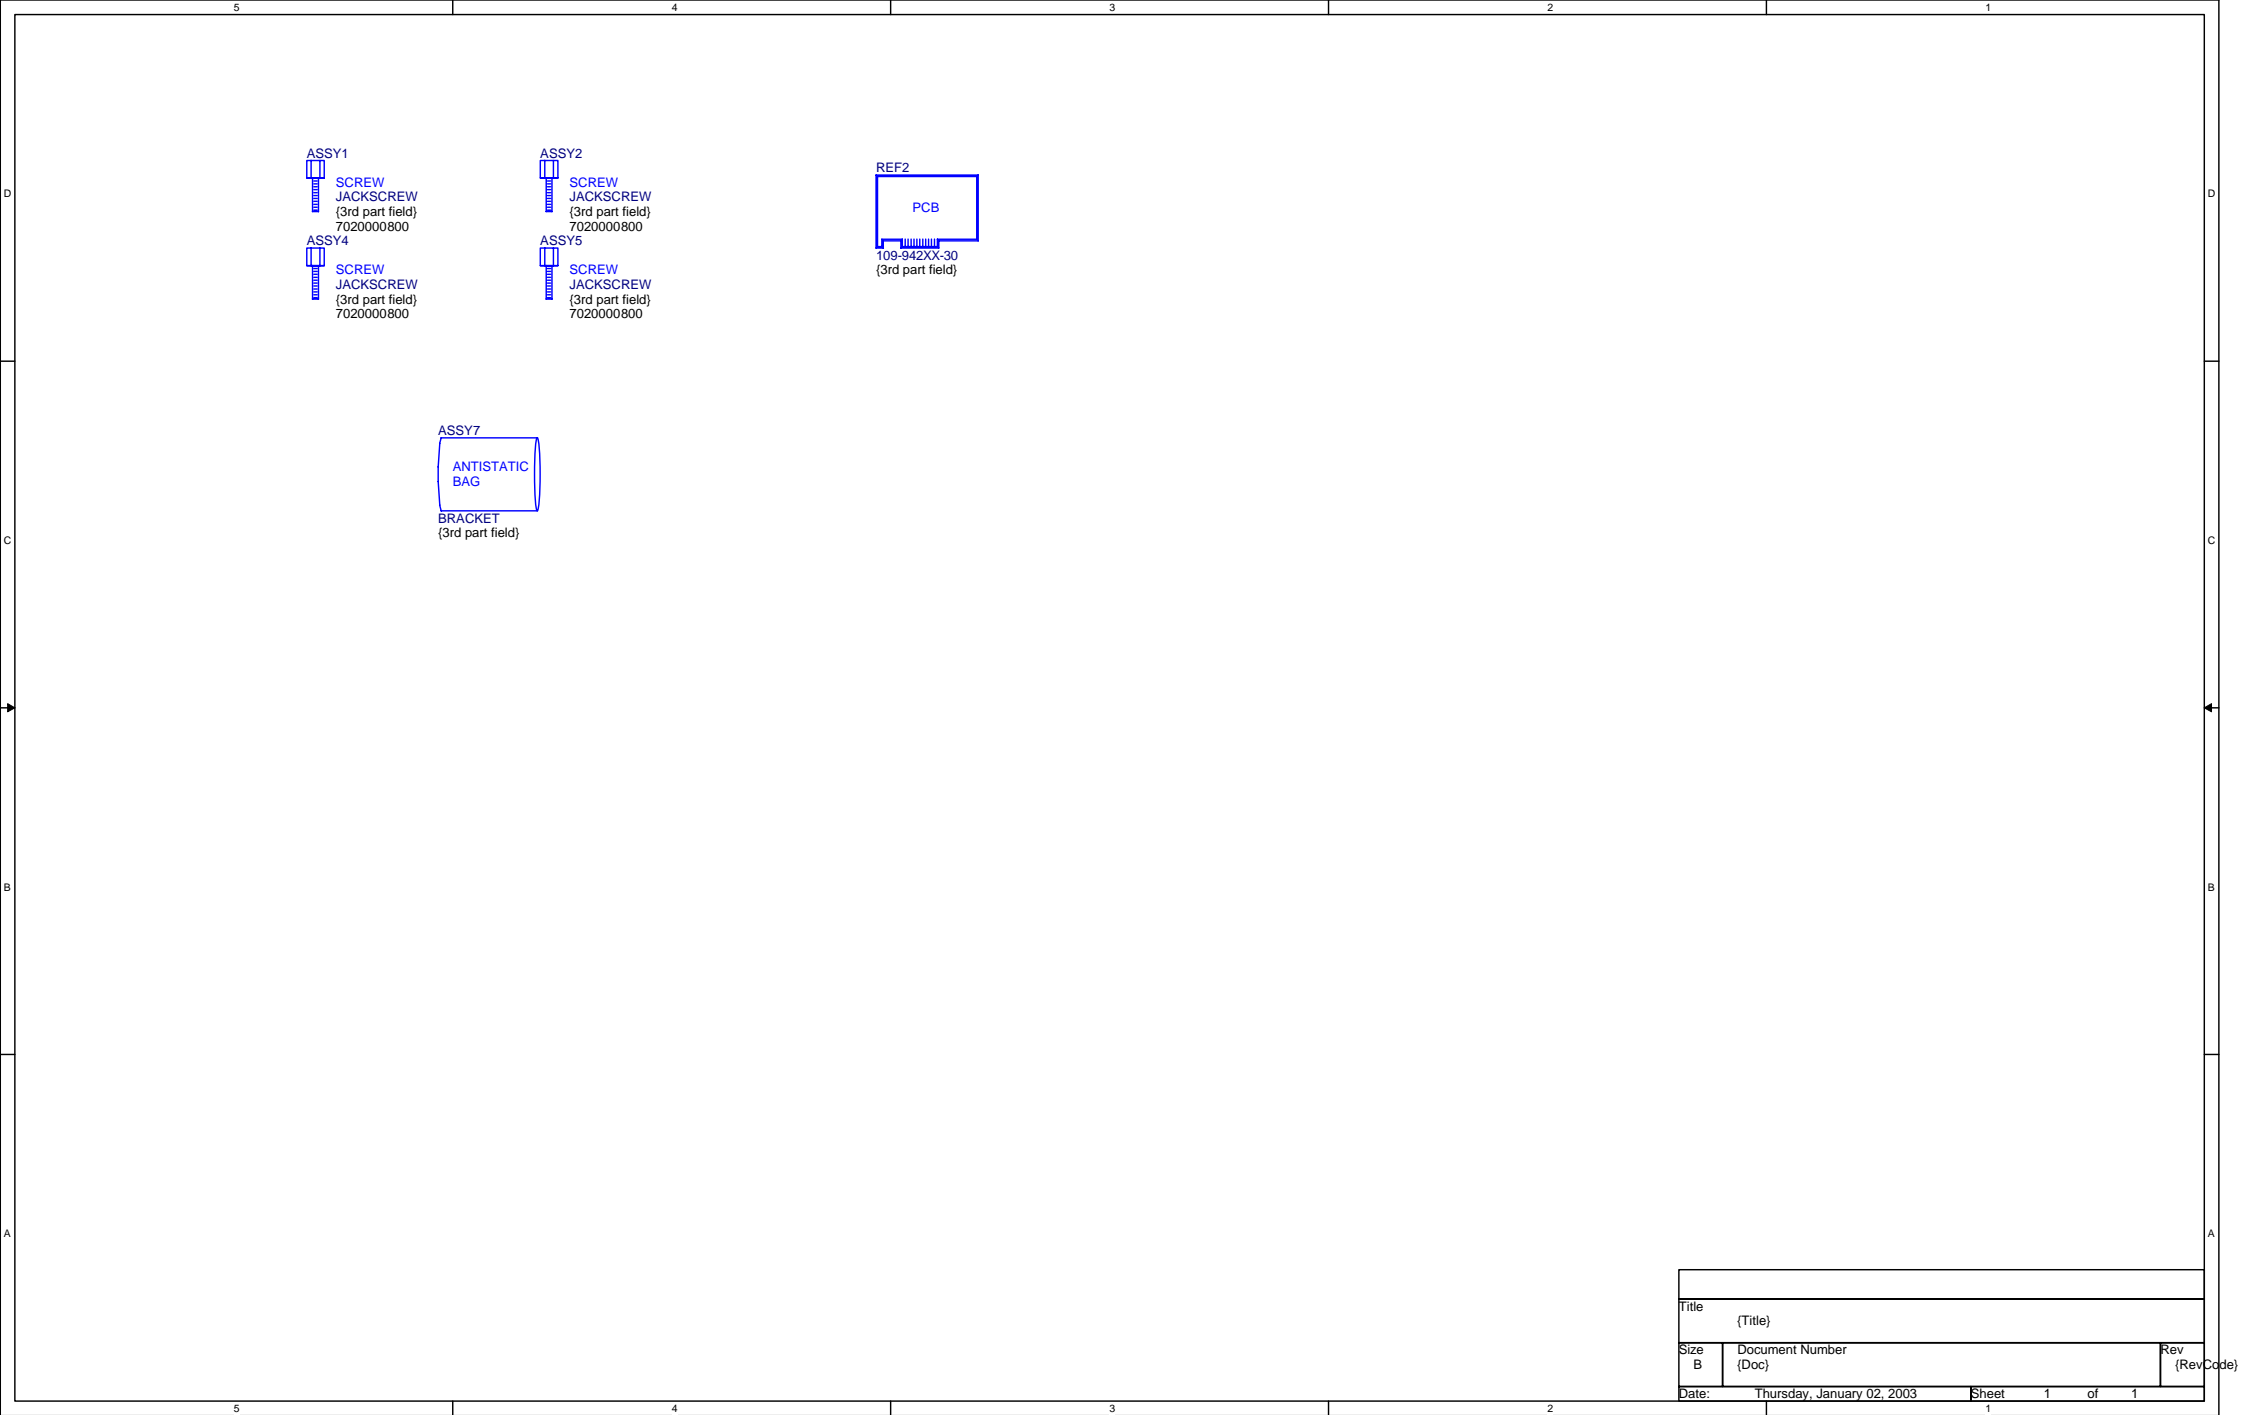 5 4 3 2 1
D D
C C
B B
A A
ASSY1
SCREW
JACKSCREW
{3rd part field}
7020000800
ASSY2
SCREW
JACKSCREW
{3rd part field}
7020000800
REF2
PCB
109-942XX-30
{3rd part field}
ASSY4
SCREW
JACKSCREW
{3rd part field}
7020000800
ASSY5
SCREW
JACKSCREW
{3rd part field}
7020000800
ASSY7
ANTISTATIC
BAG
BRACKET
{3rd part field}
Title
{Title}
Size Document Number Rev
B {Doc} {RevCode}
Date: Thursday, January 02, 2003 Sheet 1 of 1
5 4 3 2 1